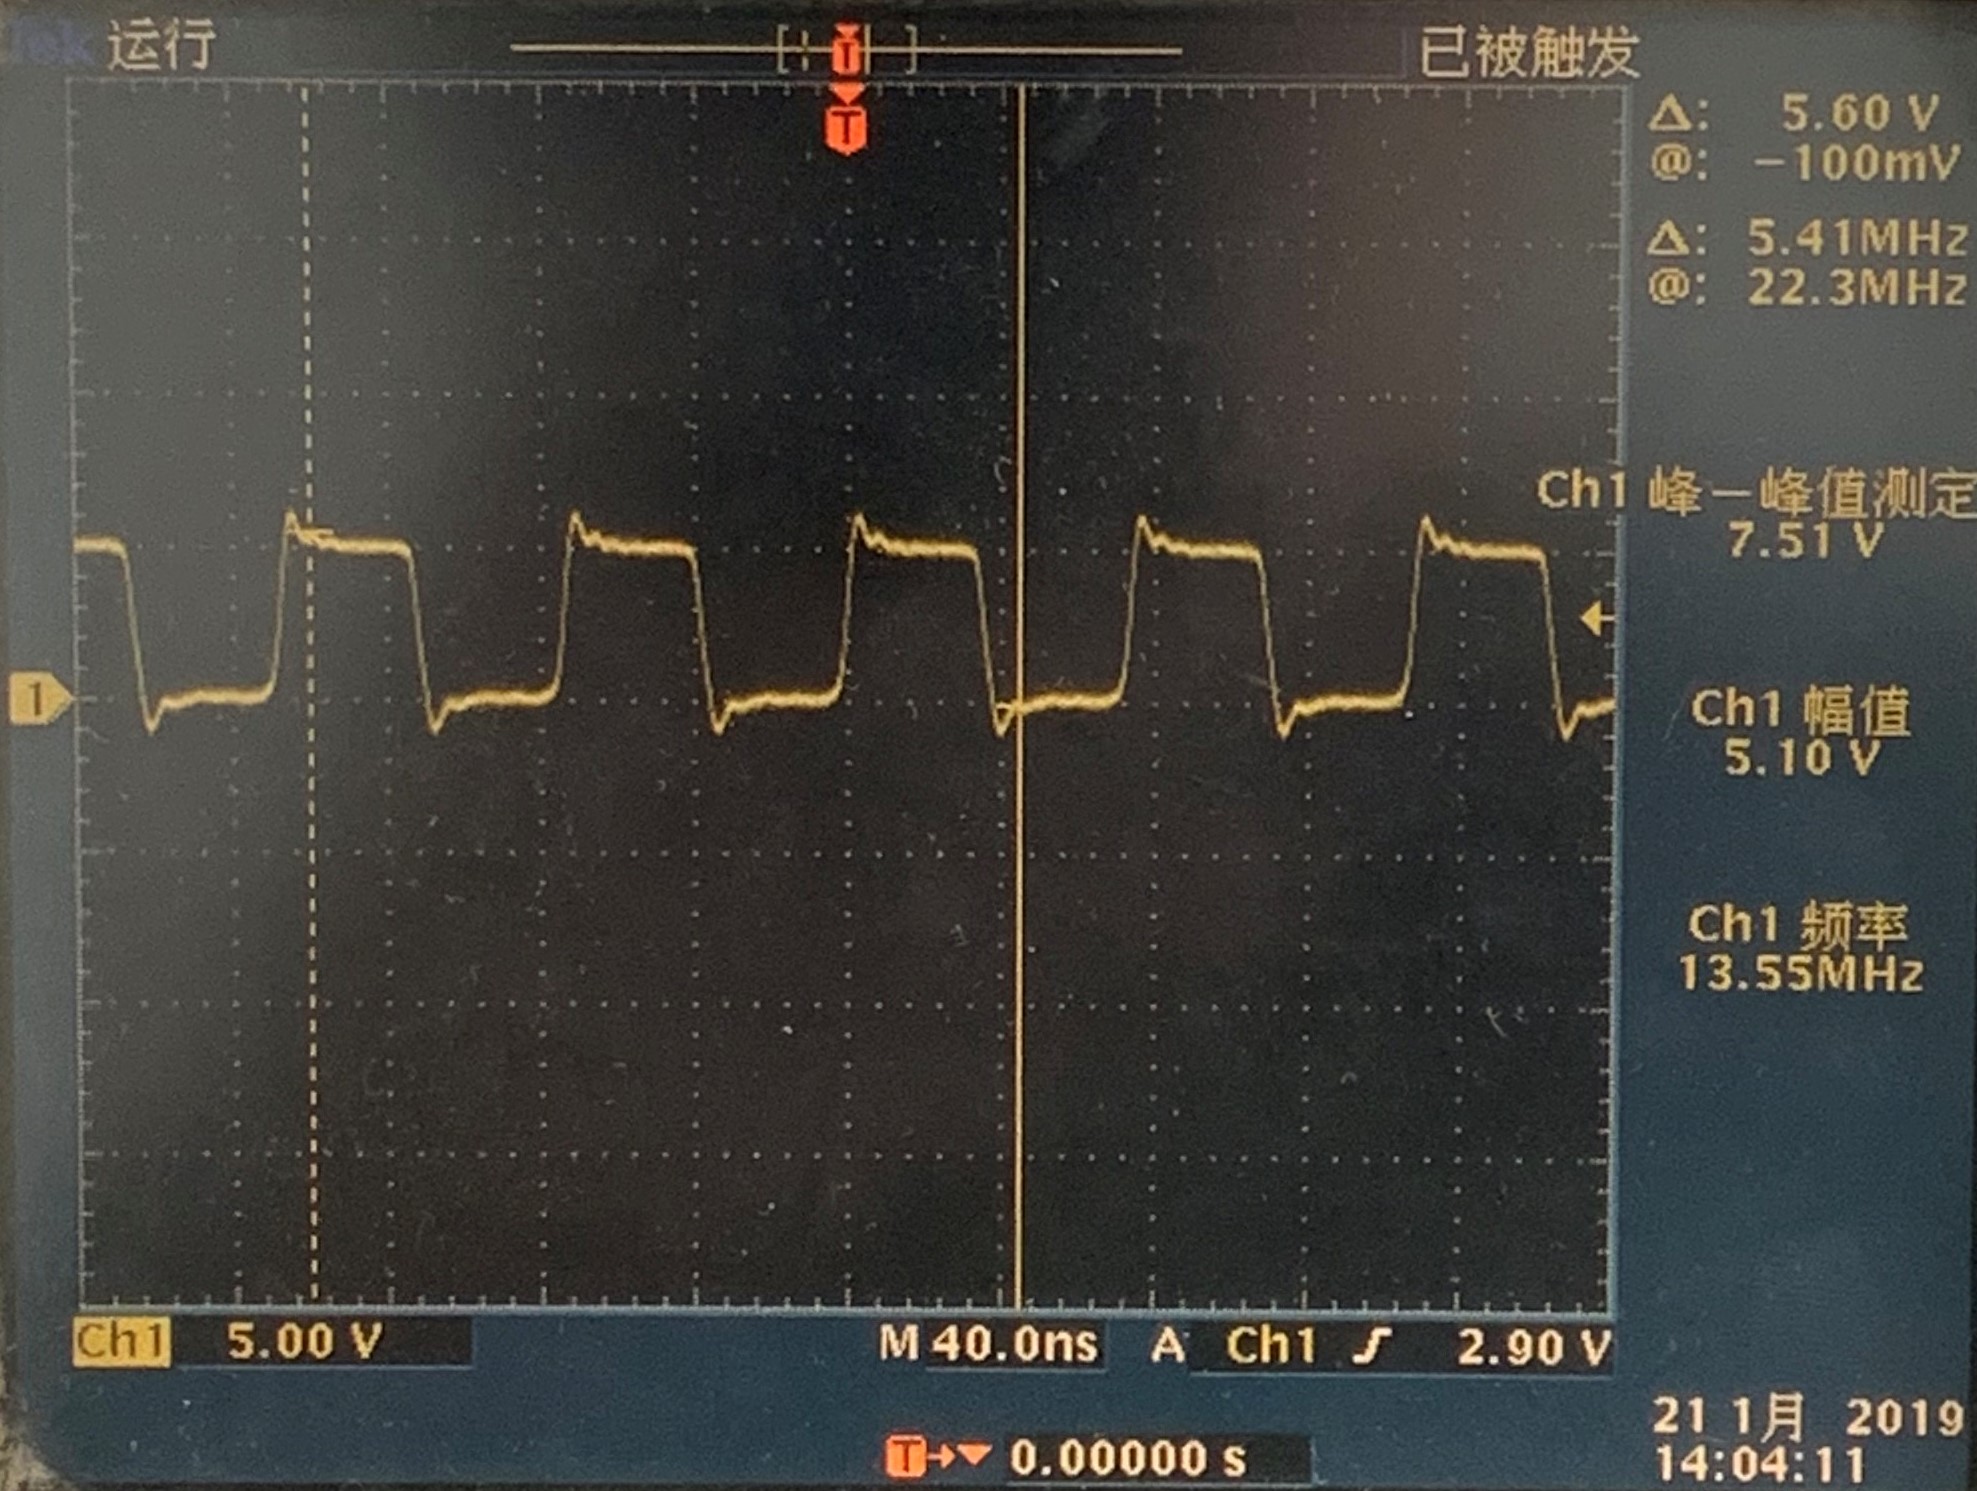 Tek 运行
[ T ]
已被触发
T
Δ: 5.60 V
@: -100mV
Δ: 5.41MHz
@: 22.3MHz
Ch1 峰-峰值测定
7.51 V
1
Ch1 幅值
5.10 V
Ch1 频率
13.55MHz
Ch1 5.00 V M 40.0ns A Ch1 2.90 V
T 0.00000 s
21 1月 2019
14:04:11